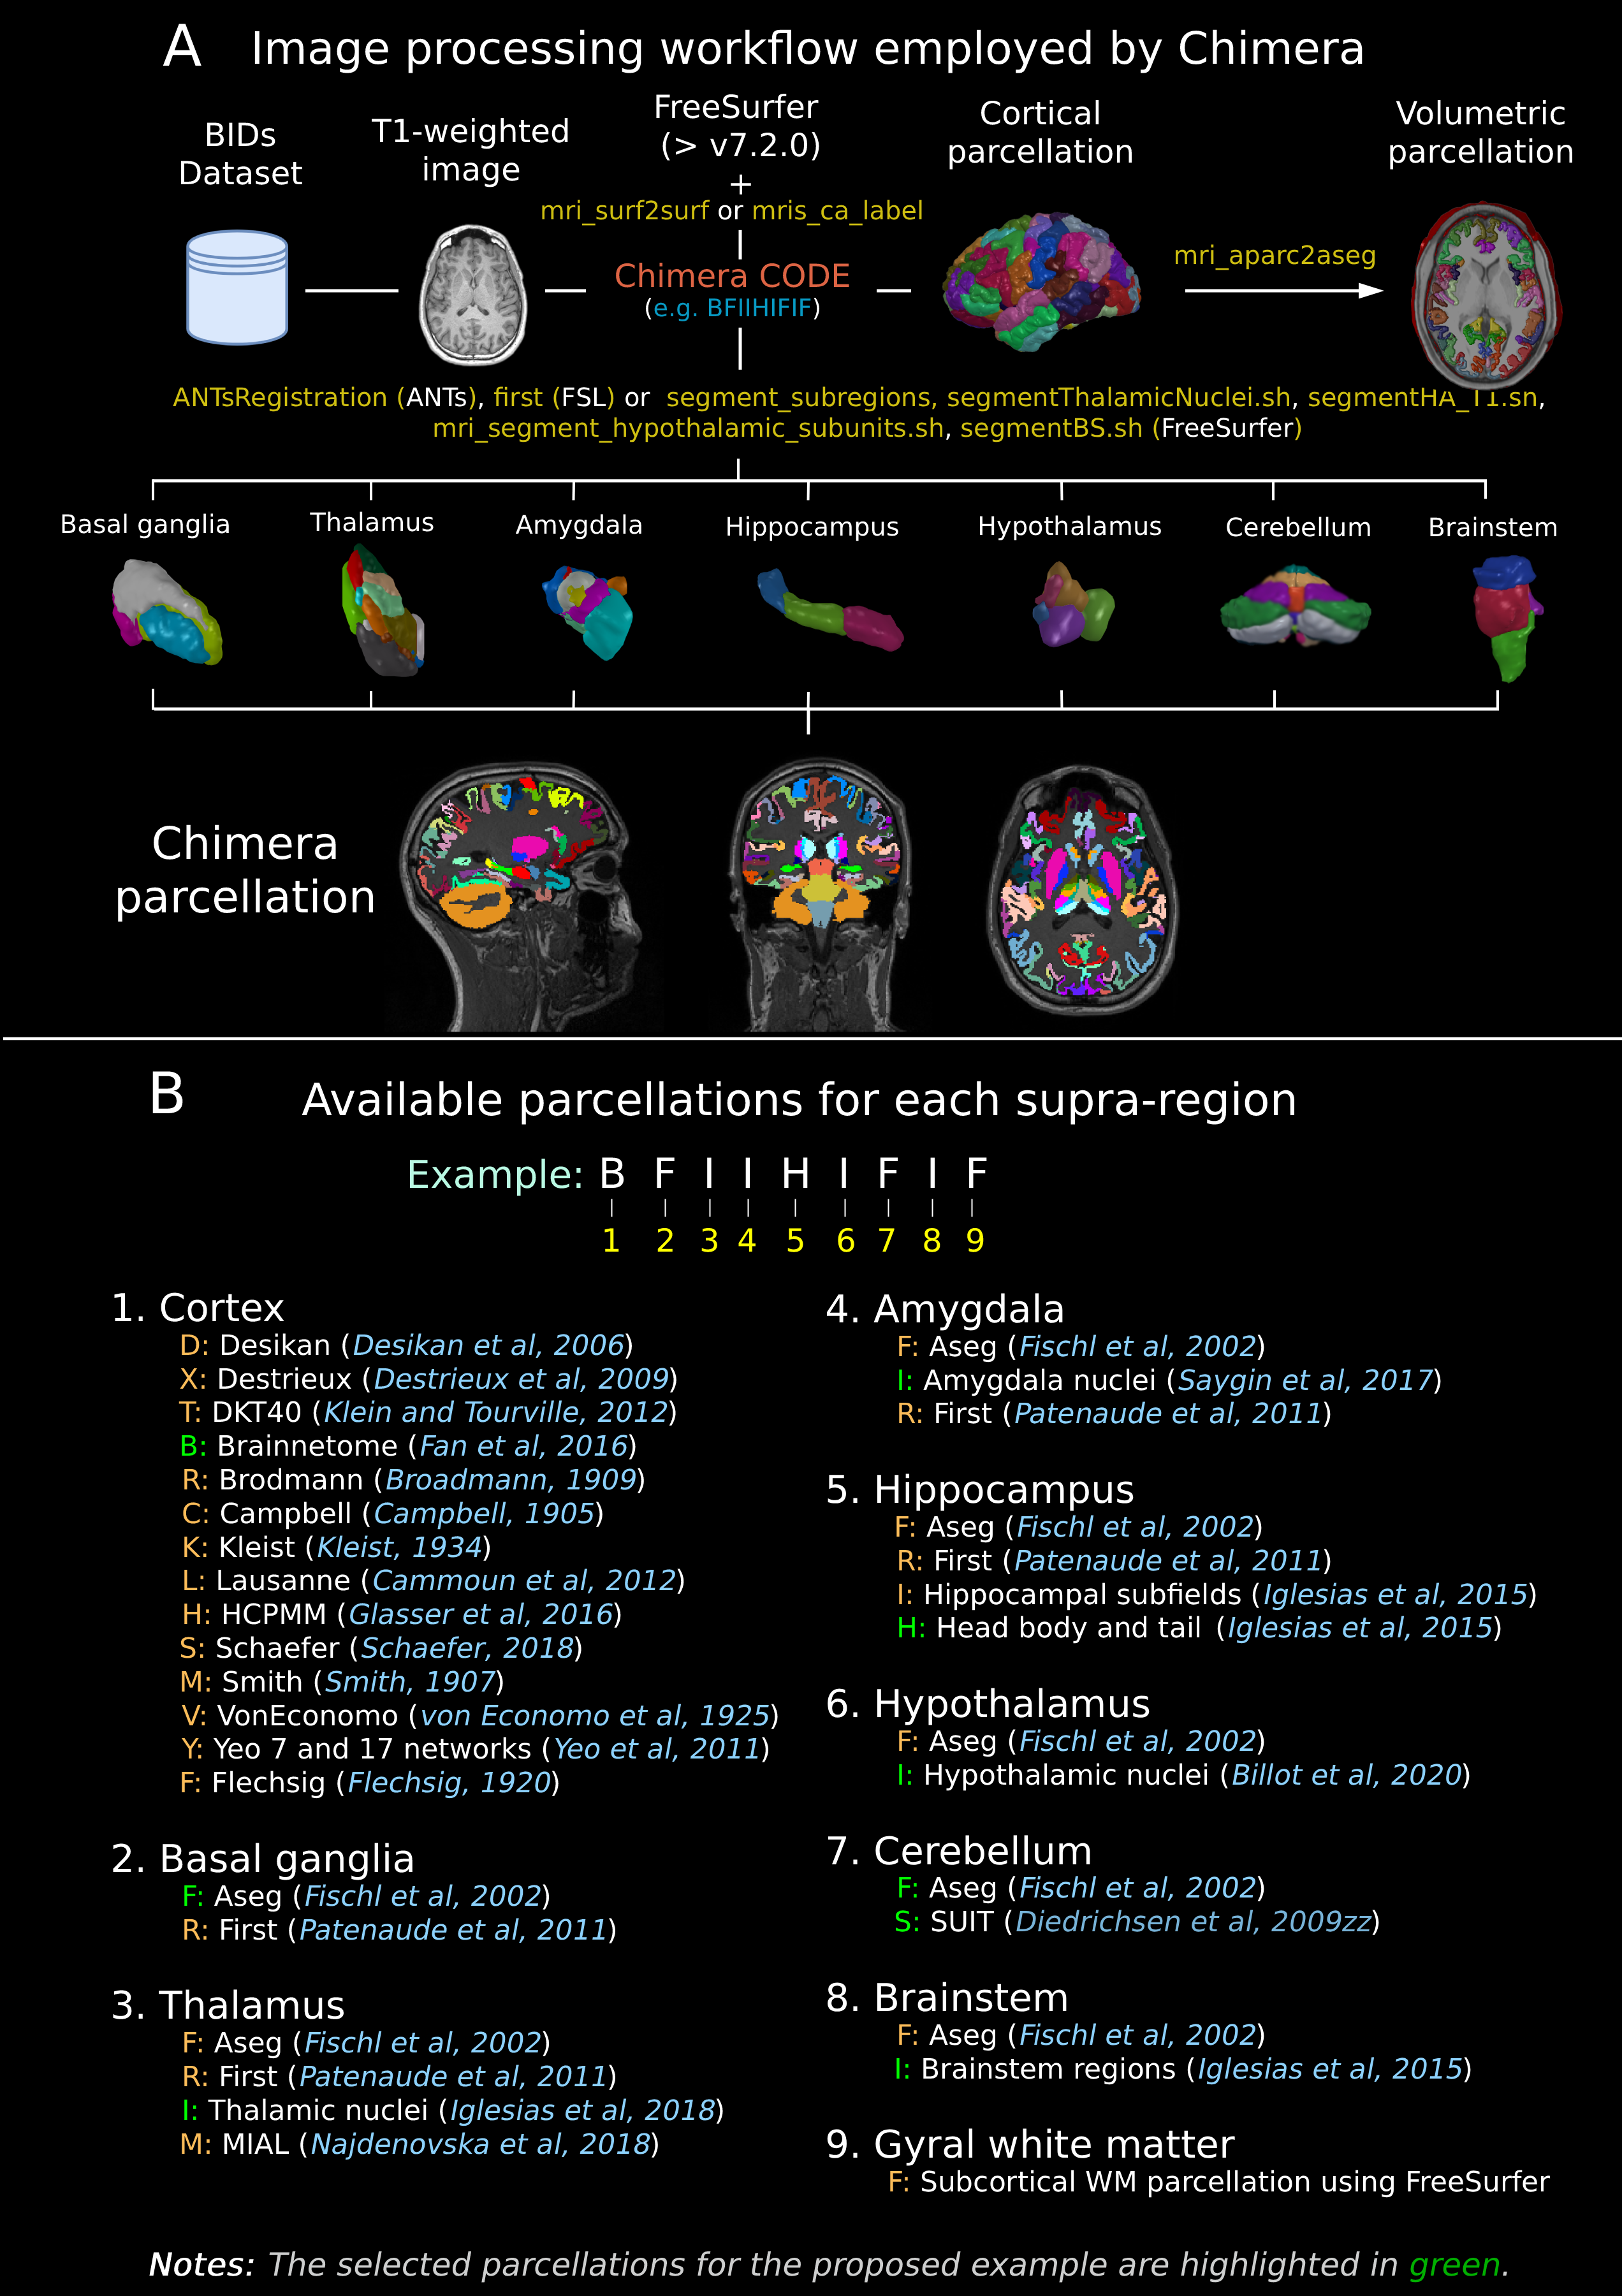 A Image processing workflow employed by Chimera
BIDs
Dataset
T1-weighted
image
FreeSurfer
(> v7.2.0)
+
mri_surf2surf or mris_ca_label
Chimera CODE
(e.g. BFIIHIFIF)
Cortical
parcellation
mri_aparc2aseg
Volumetric
parcellation
ANTsRegistration (ANTs), first (FSL) or segment_subregions, segmentThalamicNuclei.sh, segmentHA_T1.sh,
mri_segment_hypothalamic_subunits.sh, segmentBS.sh (FreeSurfer)
Basal ganglia
Thalamus
Amygdala
Hippocampus
Hypothalamus
Cerebellum
Brainstem
Chimera
parcellation
B Available parcellations for each supra-region
Example: B F I I H I F I F
1 2 3 4 5 6 7 8 9
1. Cortex
D: Desikan (Desikan et al, 2006)
X: Destrieux (Destrieux et al, 2009)
T: DKT40 (Klein and Tourville, 2012)
B: Brainnetome (Fan et al, 2016)
R: Brodmann (Broadmann, 1909)
C: Campbell (Campbell, 1905)
K: Kleist (Kleist, 1934)
L: Lausanne (Cammoun et al, 2012)
H: HCPMM (Glasser et al, 2016)
S: Schaefer (Schaefer, 2018)
M: Smith (Smith, 1907)
V: VonEconomo (von Economo et al, 1925)
Y: Yeo 7 and 17 networks (Yeo et al, 2011)
F: Flechsig (Flechsig, 1920)
2. Basal ganglia
F: Aseg (Fischl et al, 2002)
R: First (Patenaude et al, 2011)
3. Thalamus
F: Aseg (Fischl et al, 2002)
R: First (Patenaude et al, 2011)
I: Thalamic nuclei (Iglesias et al, 2018)
M: MIAL (Najdenovska et al, 2018)
4. Amygdala
F: Aseg (Fischl et al, 2002)
I: Amygdala nuclei (Saygin et al, 2017)
R: First (Patenaude et al, 2011)
5. Hippocampus
F: Aseg (Fischl et al, 2002)
R: First (Patenaude et al, 2011)
I: Hippocampal subfields (Iglesias et al, 2015)
H: Head body and tail (Iglesias et al, 2015)
6. Hypothalamus
F: Aseg (Fischl et al, 2002)
I: Hypothalamic nuclei (Billot et al, 2020)
7. Cerebellum
F: Aseg (Fischl et al, 2002)
S: SUIT (Diedrichsen et al, 2009zz)
8. Brainstem
F: Aseg (Fischl et al, 2002)
I: Brainstem regions (Iglesias et al, 2015)
9. Gyral white matter
F: Subcortical WM parcellation using FreeSurfer
Notes: The selected parcellations for the proposed example are highlighted in green.